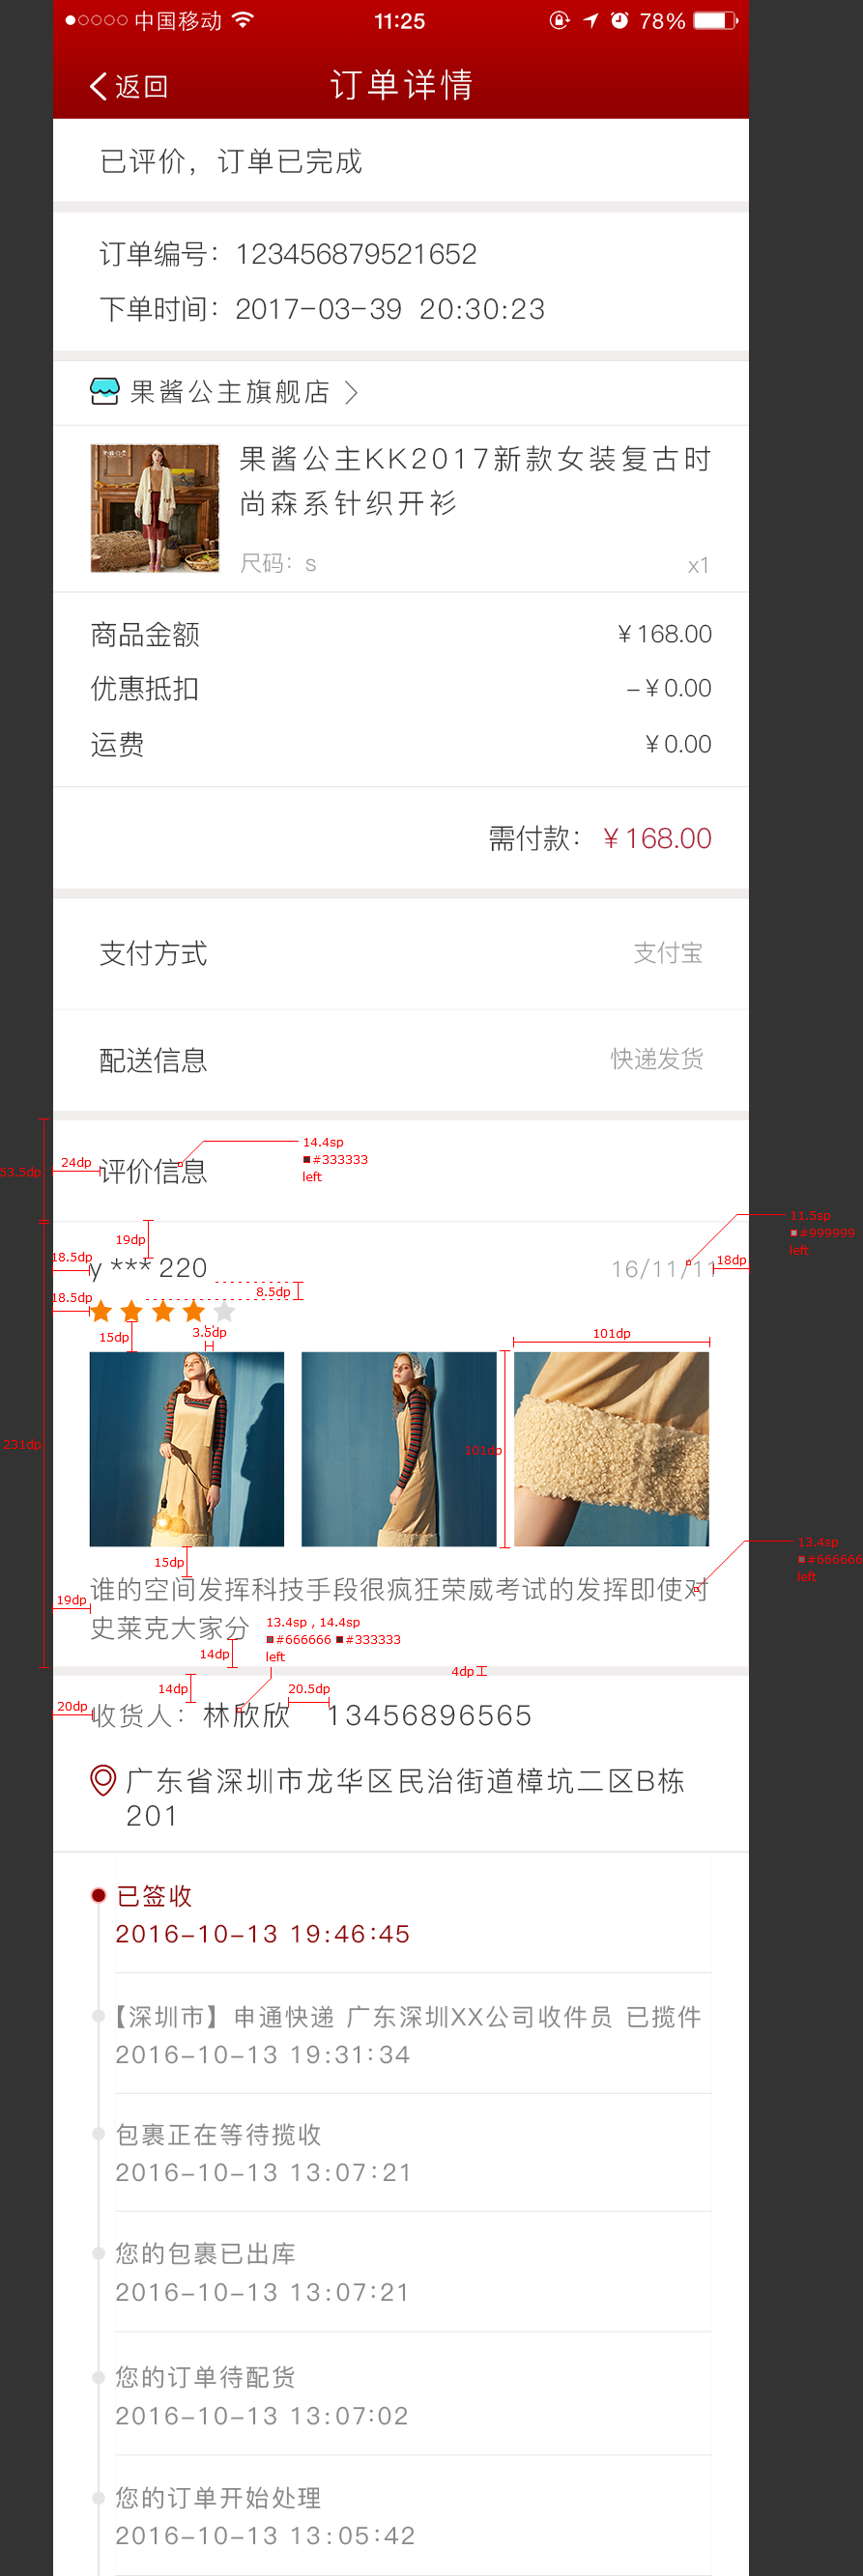 中国移动 11:25 78%
返回 订单详情
已评价，订单已完成
订单编号：123456879521652
下单时间：2017-03-39 20:30:23
果酱公主旗舰店
果酱公主KK2017新款女装复古时
尚森系针织开衫
尺码：s x1
商品金额 ¥168.00
优惠抵扣 -¥0.00
运费 ¥0.00
需付款：¥168.00
支付方式 支付宝
配送信息 快递发货
53.5dp
24dp
评价信息
14.4sp
#333333
left
11.5sp
#999999
left
19dp
18.5dp
y *** 220 16/11/11
18dp
8.5dp
18.5dp
15dp
3.5dp
101dp
231dp
101dp
13.4sp
#666666
left
15dp
谁的空间发挥科技手段很疯狂荣威考试的发挥即使对
19dp
史莱克大家分
13.4sp , 14.4sp
#666666 #333333
left
14dp
4dp
14dp
20.5dp
20dp
收货人：林欣欣 13456896565
广东省深圳市龙华区民治街道樟坑二区B栋
201
已签收
2016-10-13 19:46:45
【深圳市】申通快递 广东深圳XX公司收件员 已揽件
2016-10-13 19:31:34
包裹正在等待揽收
2016-10-13 13:07:21
您的包裹已出库
2016-10-13 13:07:21
您的订单待配货
2016-10-13 13:07:02
您的订单开始处理
2016-10-13 13:05:42